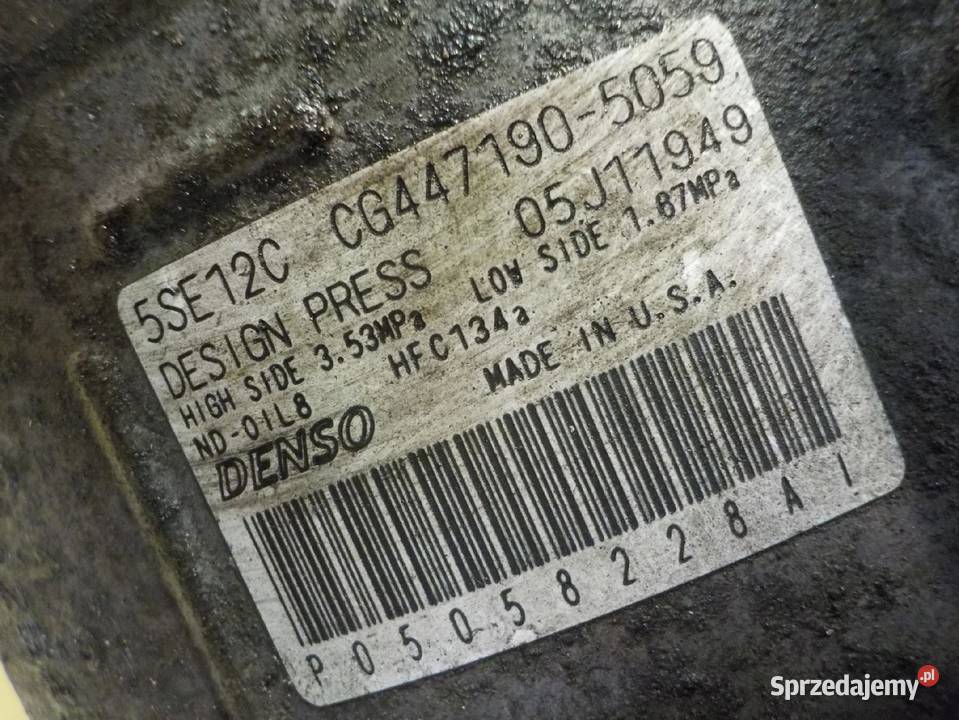 5SE12C CG447190-5059
DESIGN PRESS 05J11949
HIGH SIDE 3.53MPa LOW SIDE 1.67MPa
ND-OIL8 HFC134a
DENSO MADE IN U.S.A.
P05058228AI
Sprzedajemy.pl